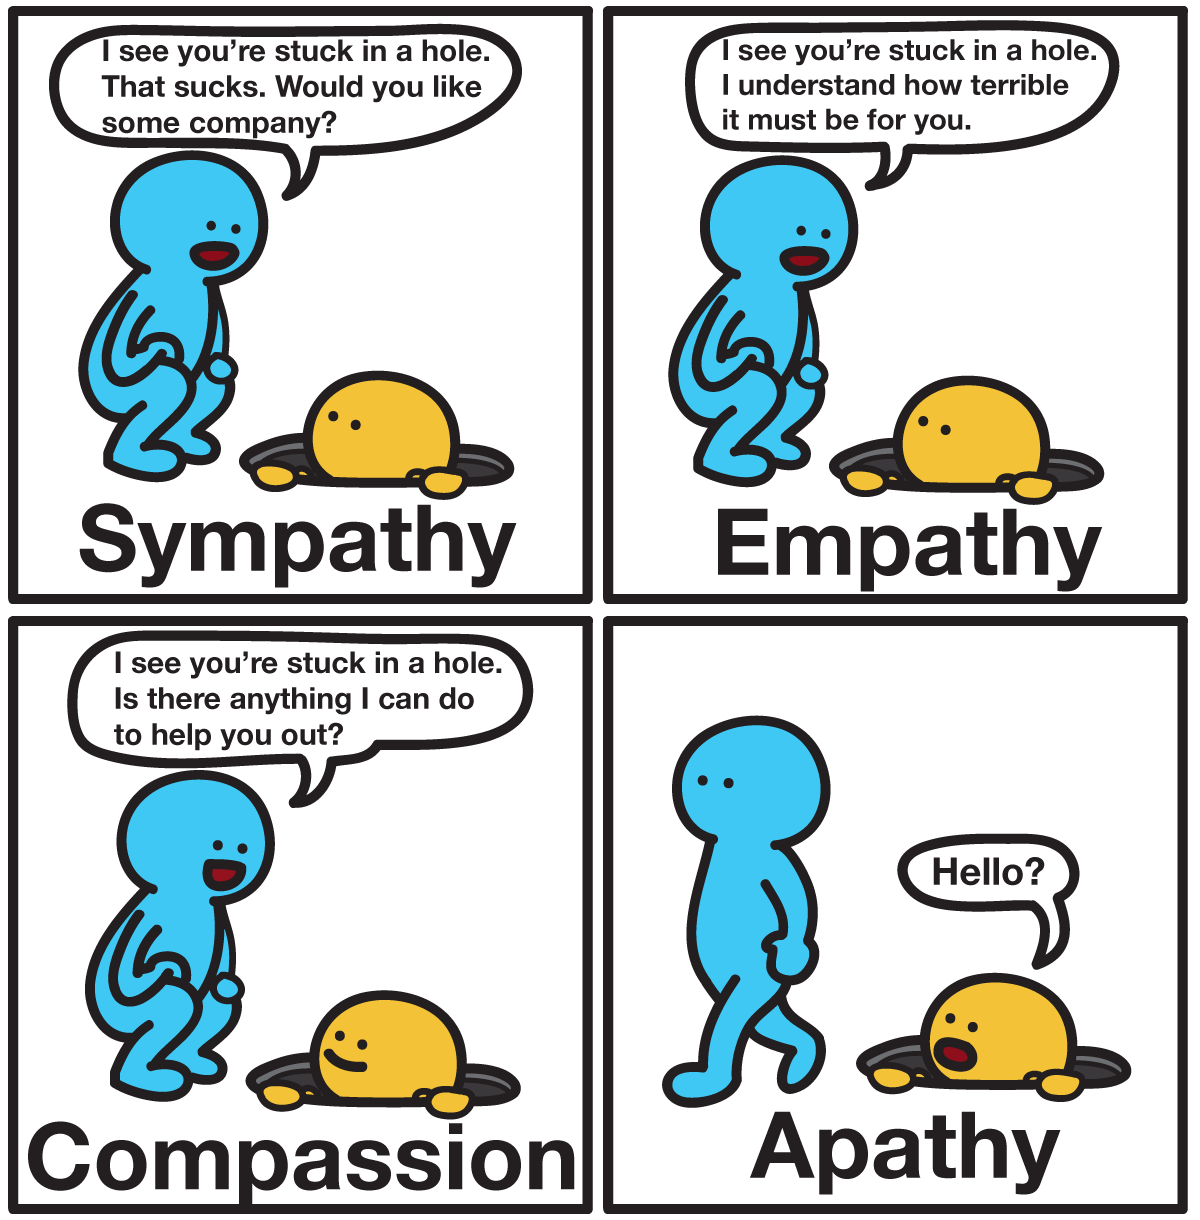 I see you’re stuck in a hole.
That sucks. Would you like
some company?
Sympathy
I see you’re stuck in a hole.
I understand how terrible
it must be for you.
Empathy
I see you’re stuck in a hole.
Is there anything I can do
to help you out?
Compassion
Hello?
Apathy